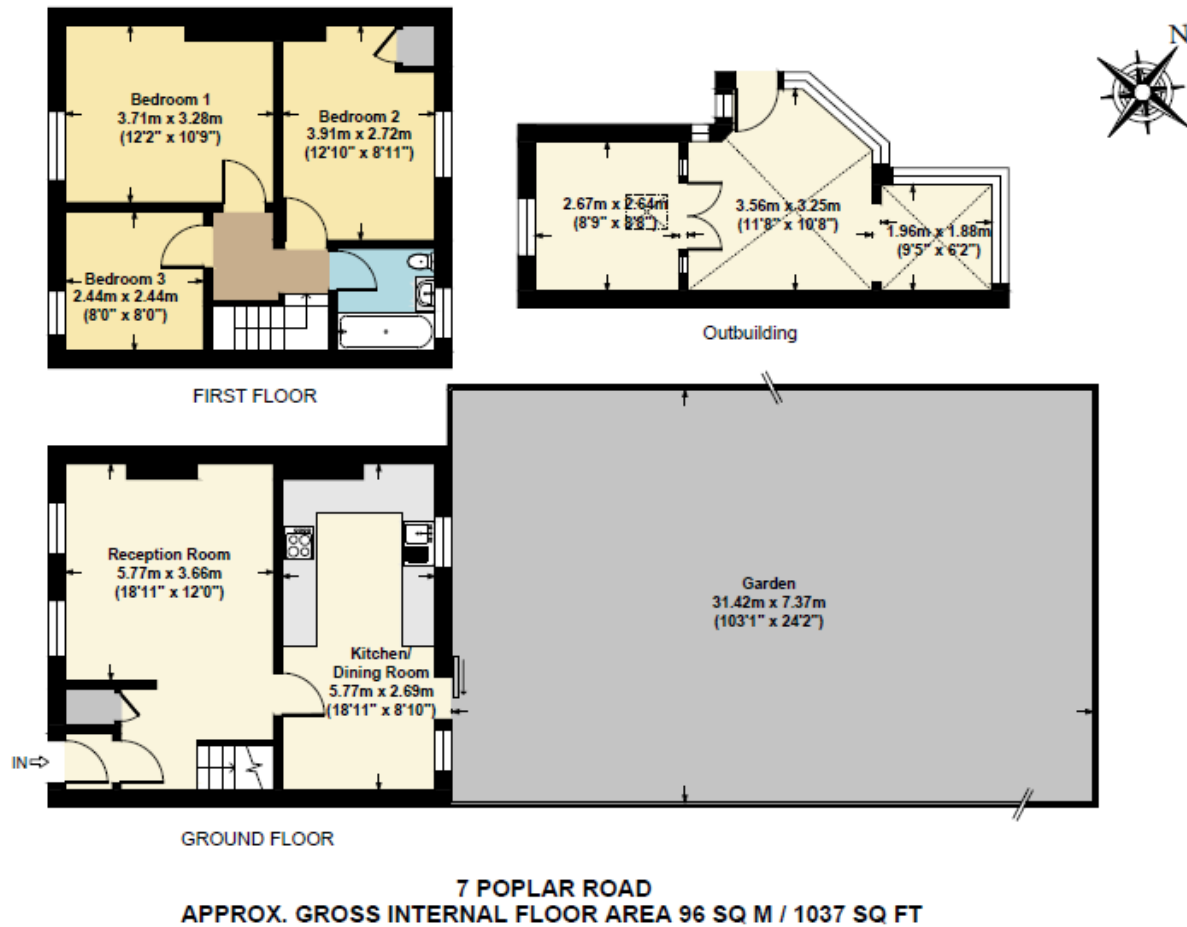 N
Bedroom 1
3.71m x 3.28m
(12'2" x 10'9")
Bedroom 2
3.91m x 2.72m
(12'10" x 8'11")
Bedroom 3
2.44m x 2.44m
(8'0" x 8'0")
FIRST FLOOR
2.67m x 2.64m
(8'9" x 8'8")
3.56m x 3.25m
(11'8" x 10'8")
1.96m x 1.88m
(9'5" x 6'2")
Outbuilding
Reception Room
5.77m x 3.66m
(18'11" x 12'0")
Kitchen/
Dining Room
5.77m x 2.69m
(18'11" x 8'10")
Garden
31.42m x 7.37m
(103'1" x 24'2")
IN
GROUND FLOOR
7 POPLAR ROAD
APPROX. GROSS INTERNAL FLOOR AREA 96 SQ M / 1037 SQ FT